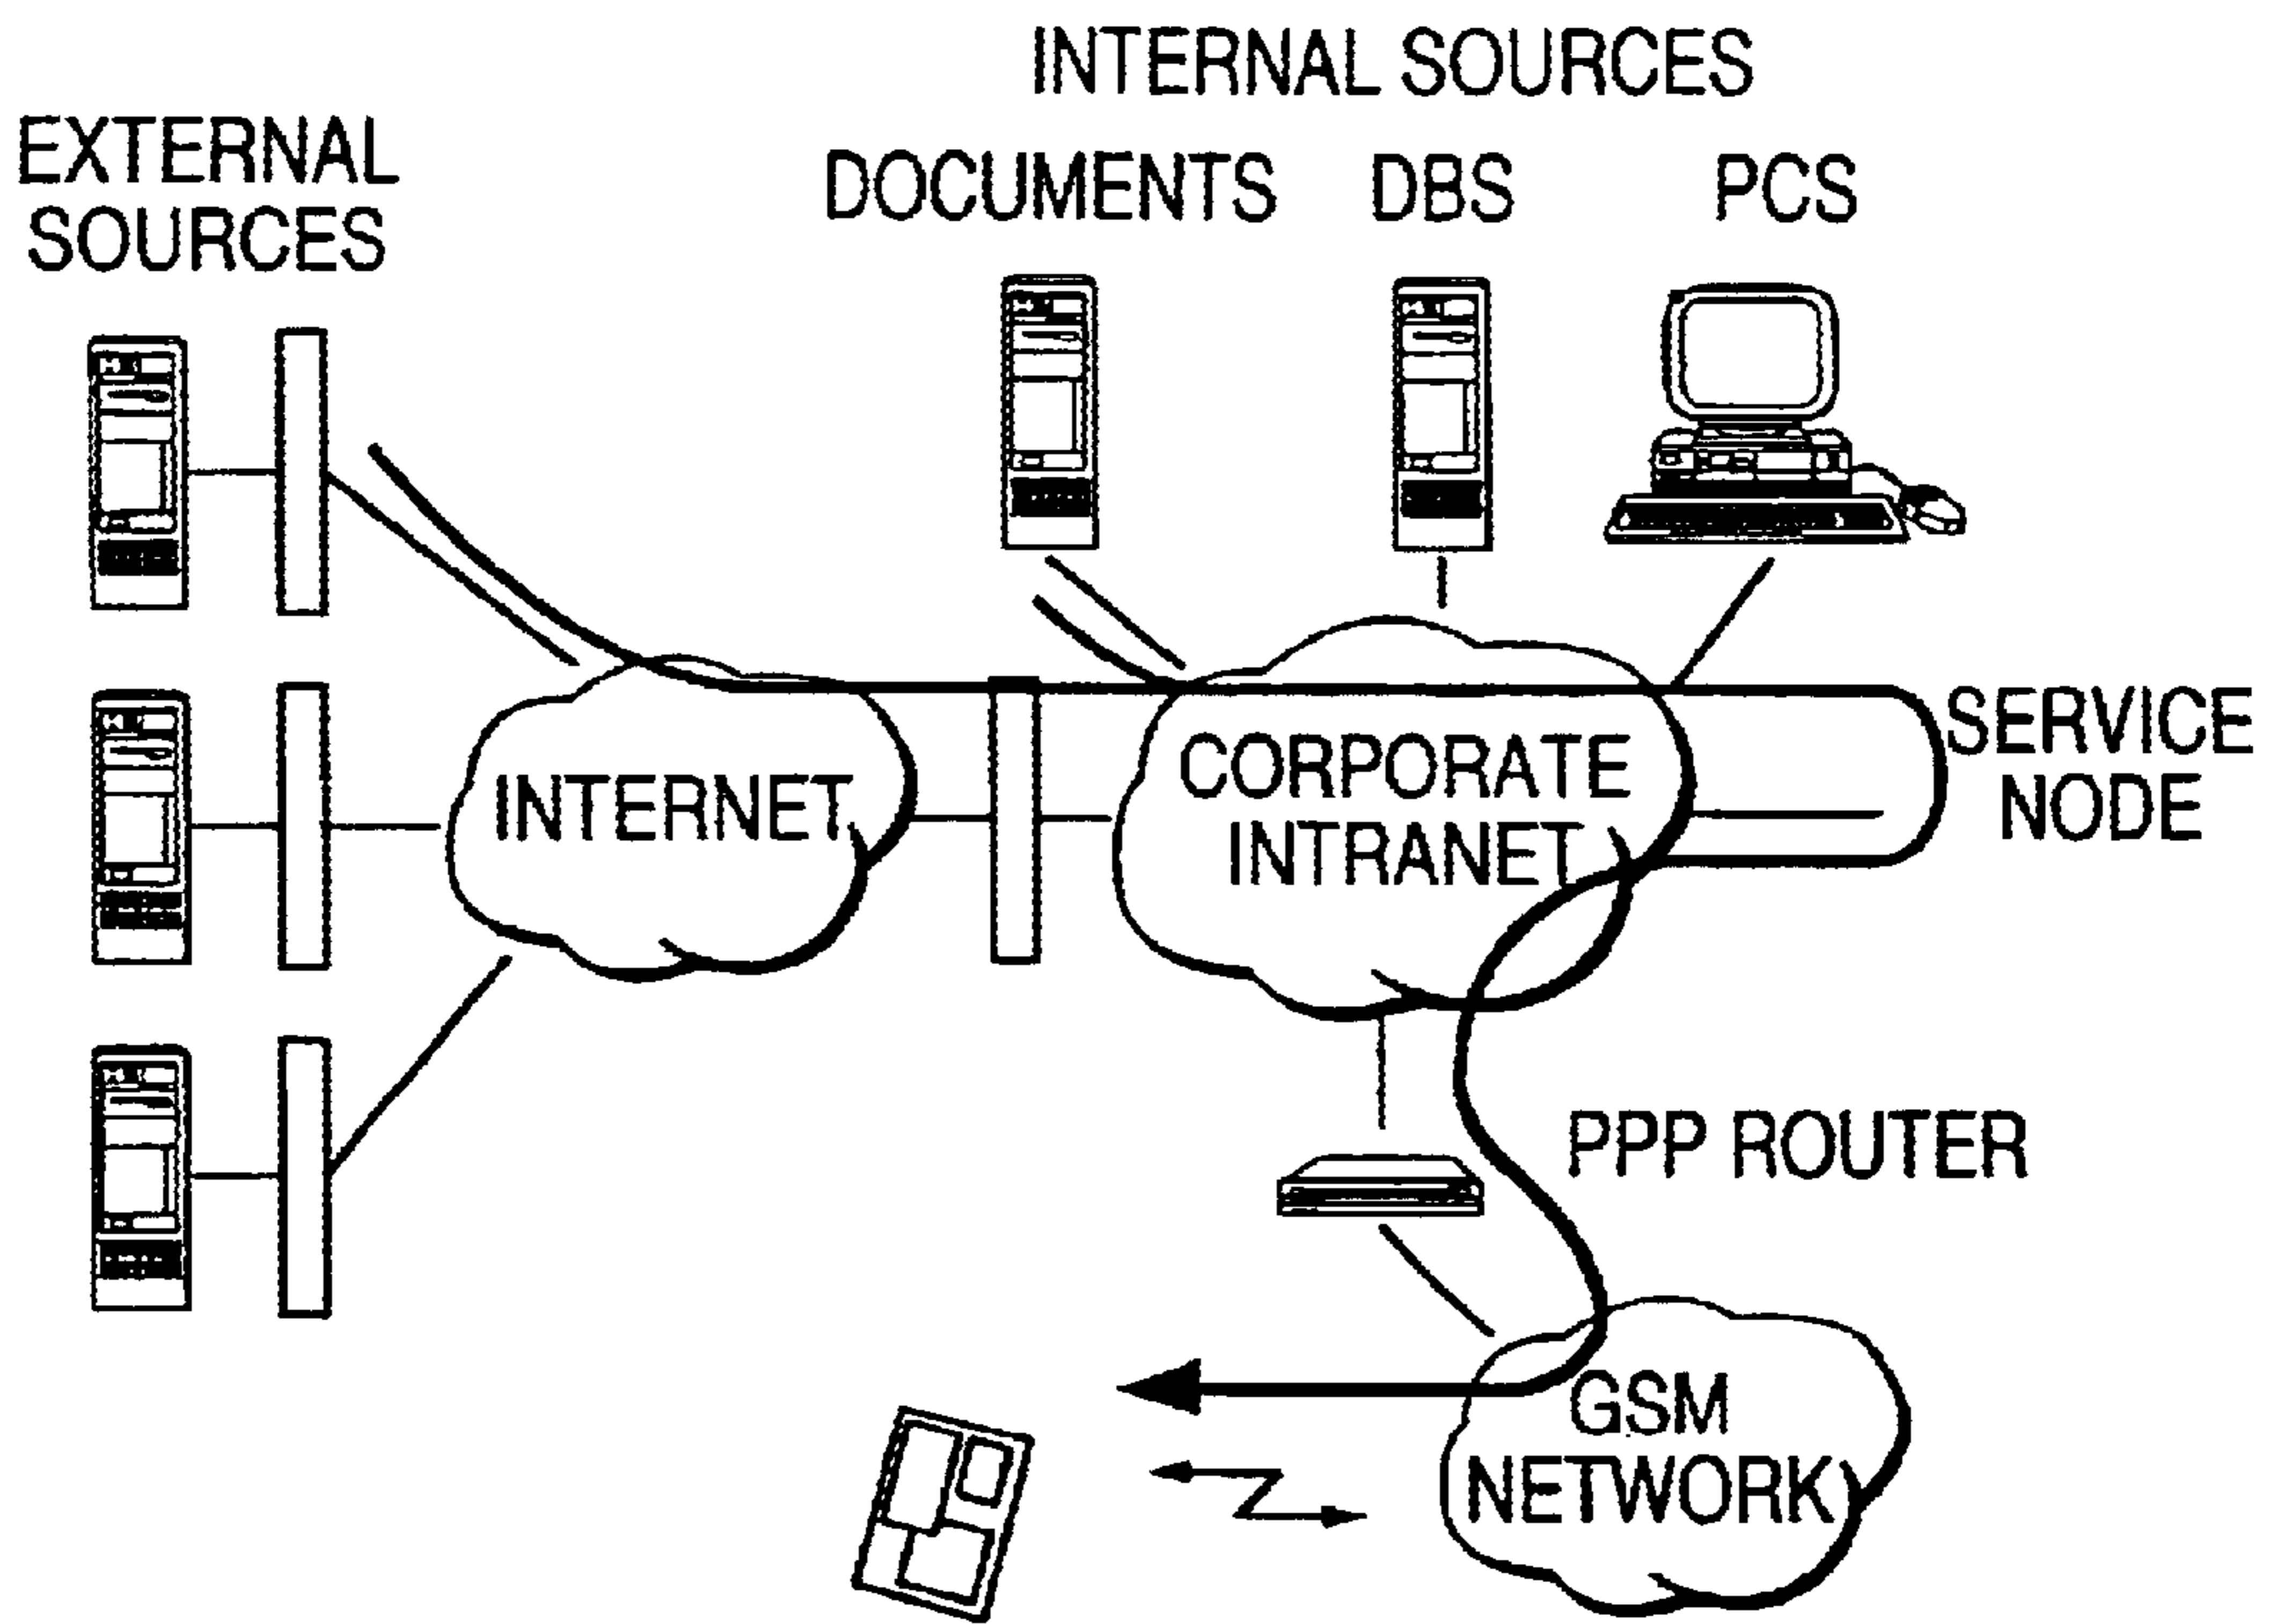 INTERNAL SOURCES
EXTERNAL
SOURCES
DOCUMENTS
DBS
PCS
INTERNET
CORPORATE
INTRANET
SERVICE
NODE
PPP ROUTER
GSM
NETWORK